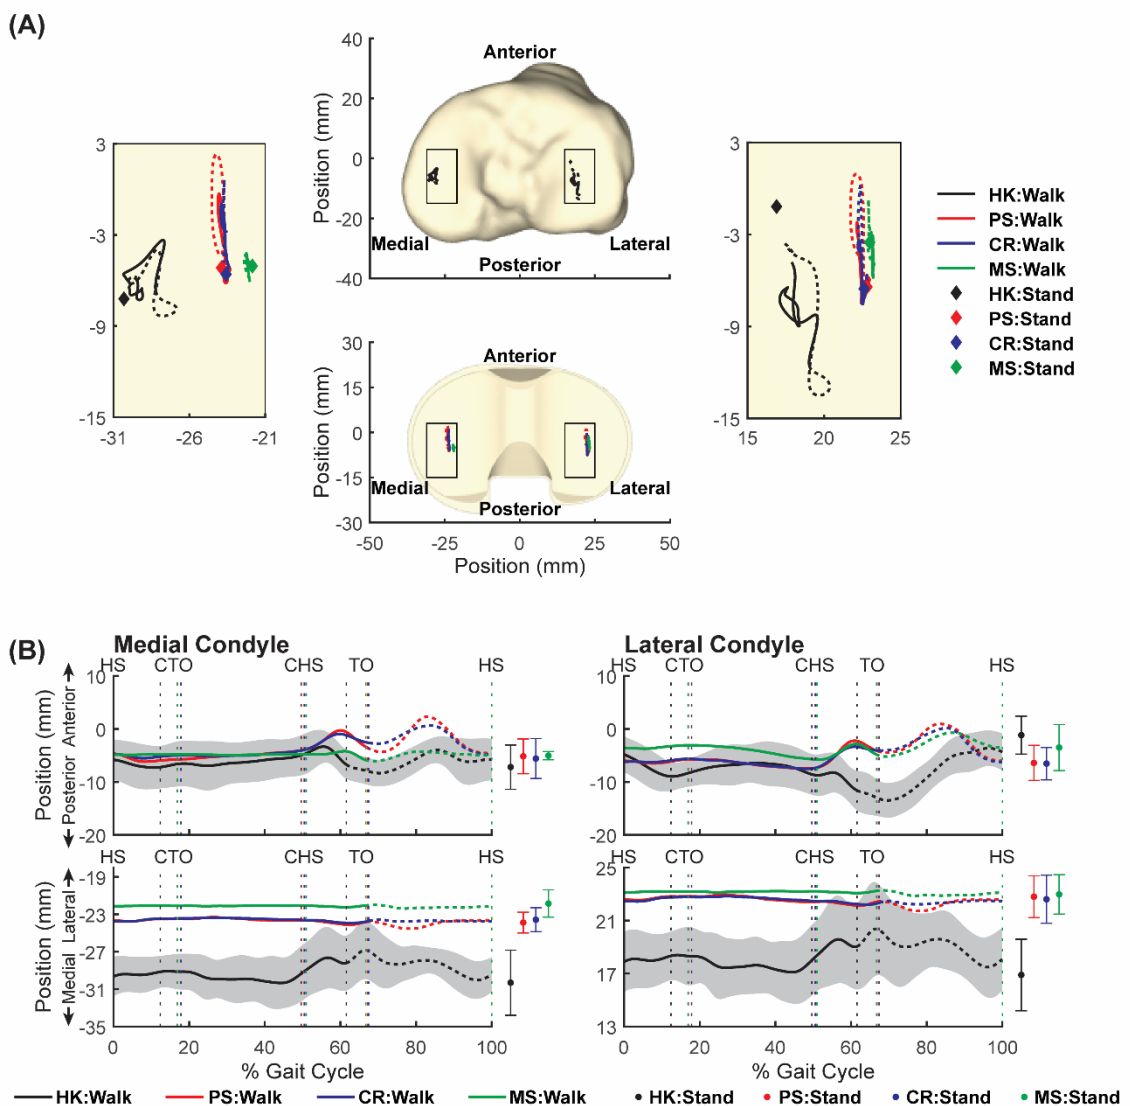 (A)
40
Anterior
20
0
-20
-40
Position (mm)
Medial
Lateral
Posterior
3
-3
-9
-15
-31
-26
-21
3
-3
-9
-15
15
20
25
HK:Walk
PS:Walk
CR:Walk
MS:Walk
HK:Stand
PS:Stand
CR:Stand
MS:Stand
30
Anterior
15
0
-15
-30
Position (mm)
Medial
Lateral
Posterior
-50
-25
0
25
50
Position (mm)
(B)
Medial Condyle
HS
CTO
CHS
TO
HS
10
0
-10
-20
Position (mm)
Posterior Anterior
Lateral Condyle
HS
CTO
CHS
TO
HS
10
0
-10
-20
HS
CTO
CHS
TO
HS
-19
-23
-27
-31
-35
Position (mm)
Medial Lateral
0
20
40
60
80
100
% Gait Cycle
HS
CTO
CHS
TO
HS
25
21
17
13
0
20
40
60
80
100
% Gait Cycle
HK:Walk
PS:Walk
CR:Walk
MS:Walk
HK:Stand
PS:Stand
CR:Stand
MS:Stand